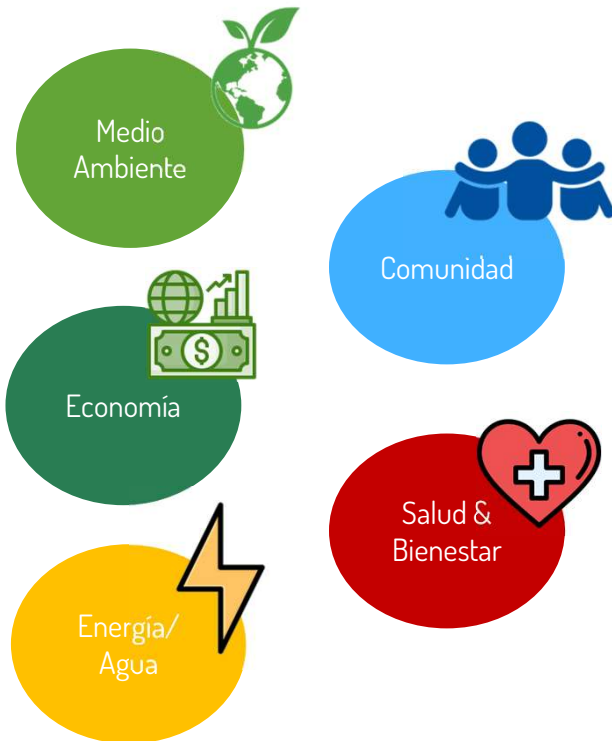 Medio
Ambiente
Comunidad
$
Economía
Salud &
Bienestar
Energía/
Agua